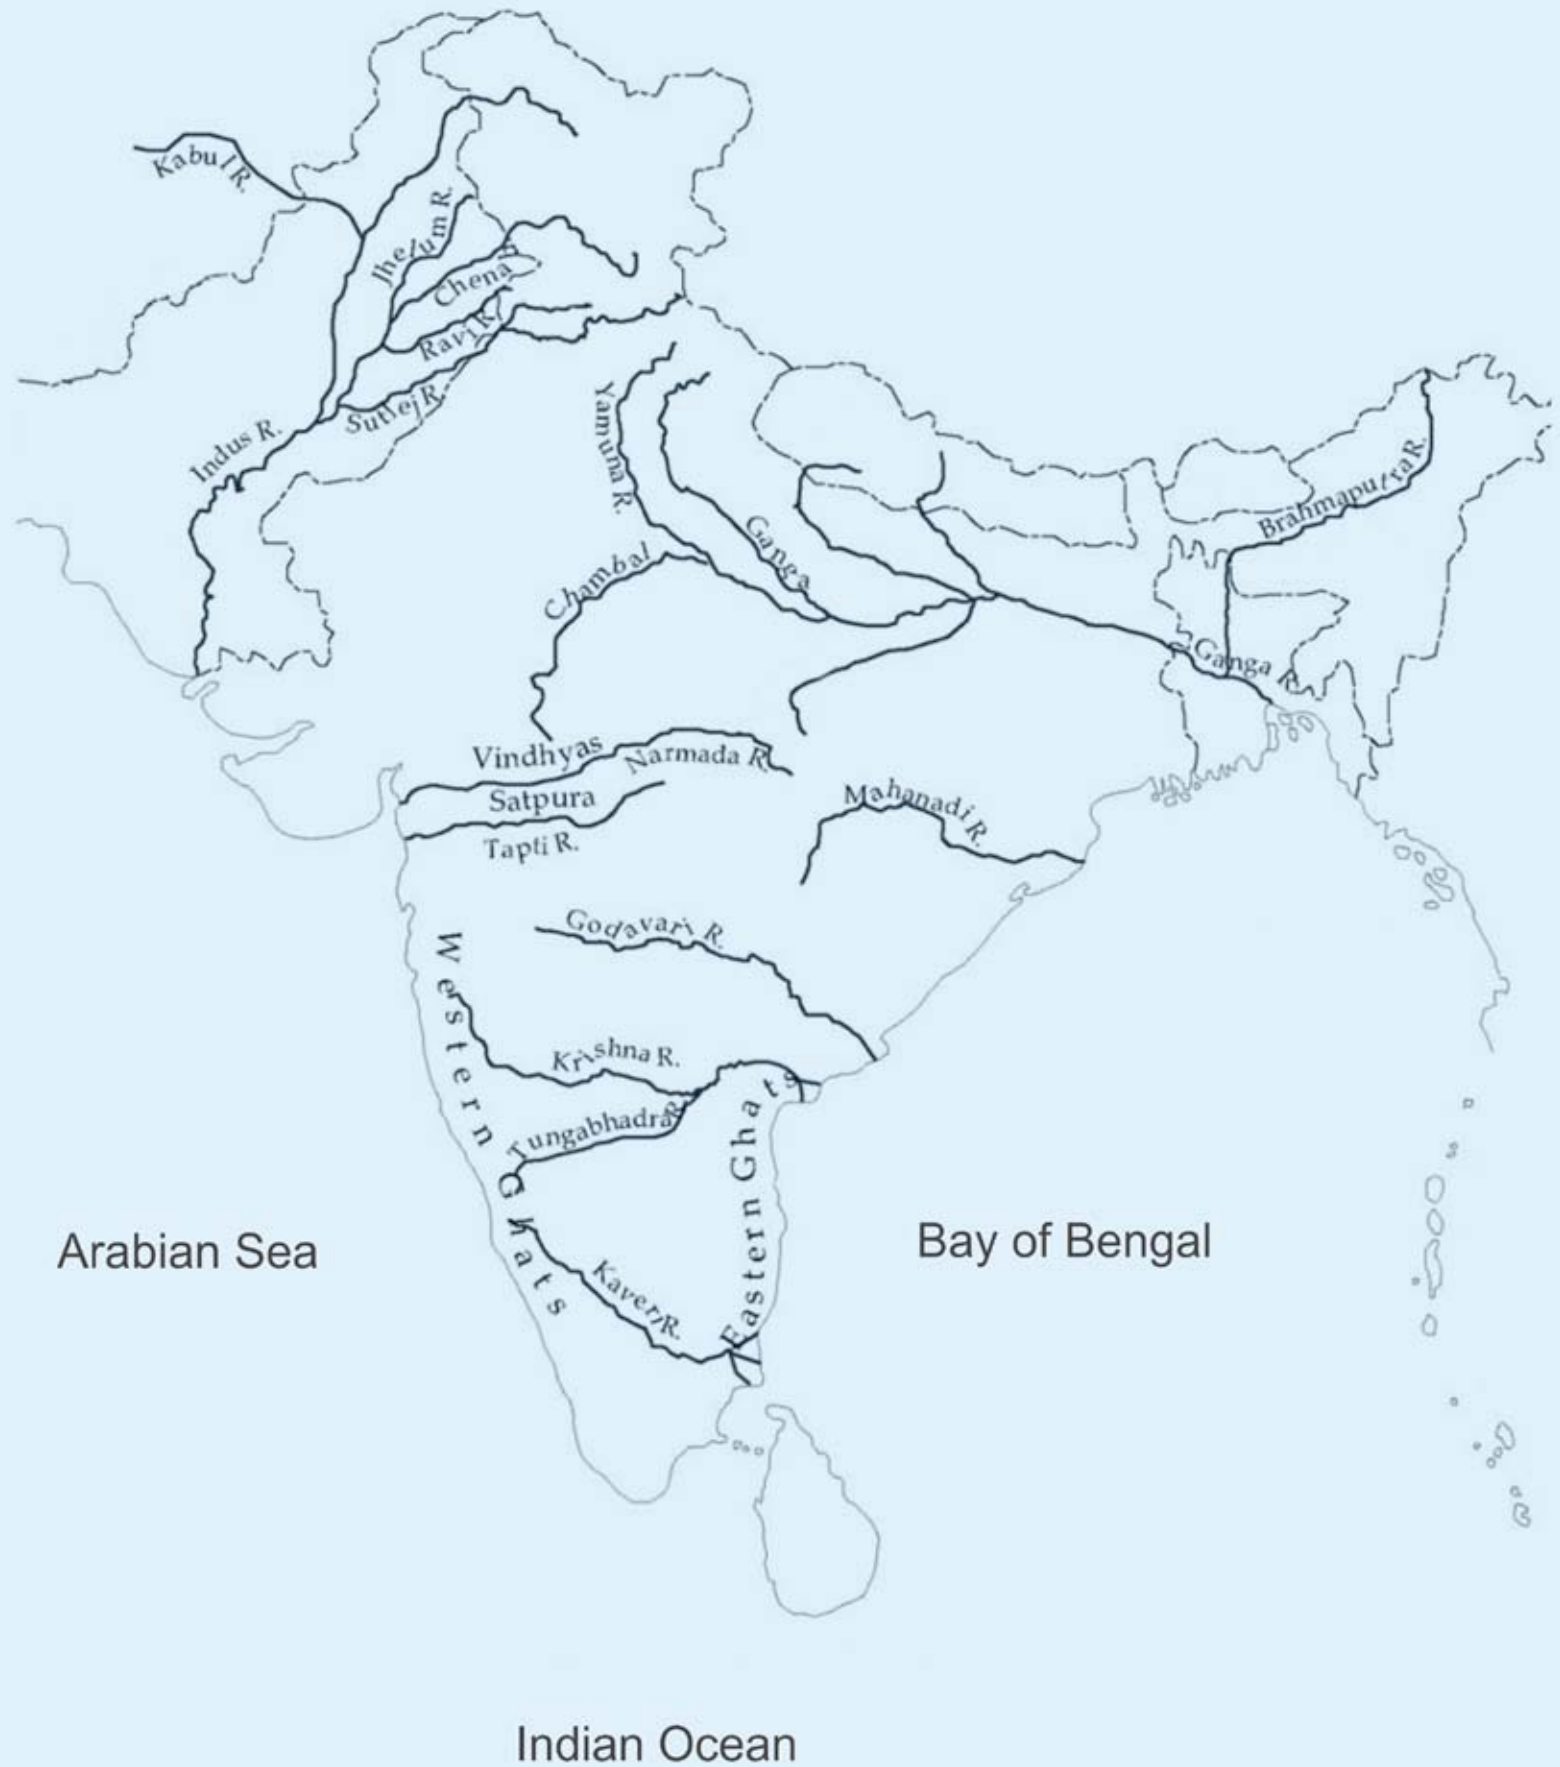 Kabul R.
Jhelum R.
Chenab
Ravi R.
Sutlej R.
Indus R.
Yamuna R.
Ganga
Chambal
Brahmaputra R.
Ganga R.
Vindhyas
Narmada R.
Satpura
Tapti R.
Mahanadi R.
Godavari R.
Western Ghats
Krishna R.
Tungabhadra R.
Eastern Ghats
Kaveri R.
Arabian Sea
Bay of Bengal
Indian Ocean